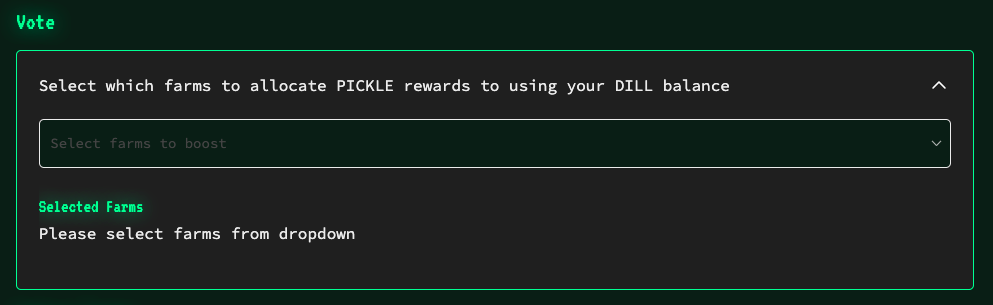 Vote
Select which farms to allocate PICKLE rewards to using your DILL balance
Select farms to boost
Selected Farms
Please select farms from dropdown